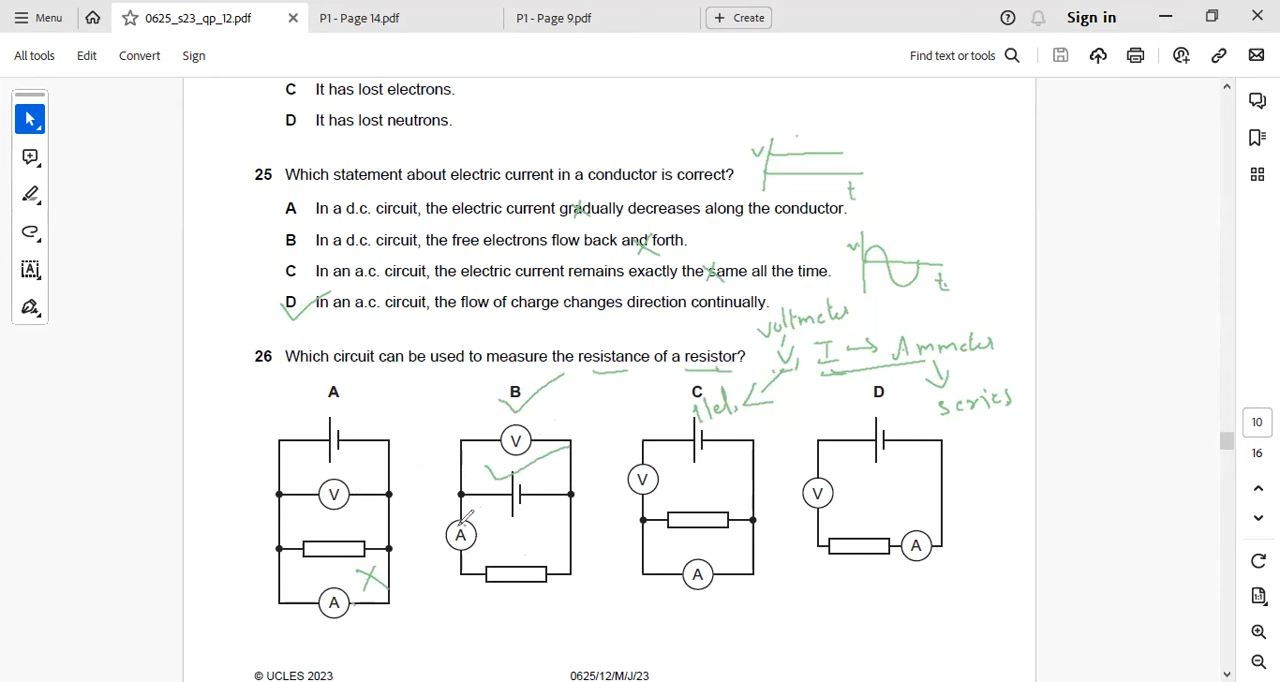 Menu
0625_s23_qp_12.pdf
P1 - Page 14.pdf
P1 - Page 9.pdf
Create
Sign in
All tools
Edit
Convert
Sign
Find text or tools
C It has lost electrons.
D It has lost neutrons.
25 Which statement about electric current in a conductor is correct?
V
t
A In a d.c. circuit, the electric current gradually decreases along the conductor.
B In a d.c. circuit, the free electrons flow back and forth.
C In an a.c. circuit, the electric current remains exactly the same all the time.
V
t
D In an a.c. circuit, the flow of charge changes direction continually.
voltmeter
26 Which circuit can be used to measure the resistance of a resistor?
V, I → Ammeter
series
A B C D
V
V
V
V
A
A
A
A
10
16
1:1
© UCLES 2023
0625/12/M/J/23